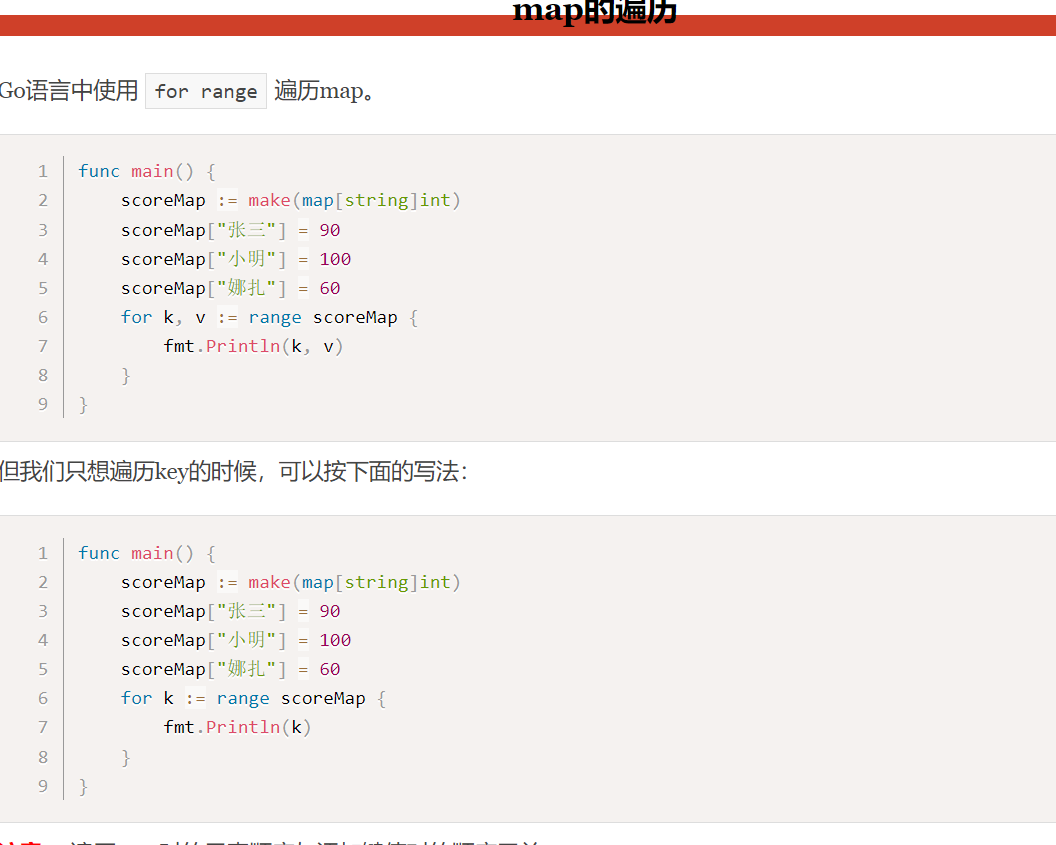 map的遍历
Go语言中使用 for range 遍历map。
1 func main() {
2 scoreMap := make(map[string]int)
3 scoreMap["张三"] = 90
4 scoreMap["小明"] = 100
5 scoreMap["娜扎"] = 60
6 for k, v := range scoreMap {
7 fmt.Println(k, v)
8 }
9 }
但我们只想遍历key的时候，可以按下面的写法：
1 func main() {
2 scoreMap := make(map[string]int)
3 scoreMap["张三"] = 90
4 scoreMap["小明"] = 100
5 scoreMap["娜扎"] = 60
6 for k := range scoreMap {
7 fmt.Println(k)
8 }
9 }